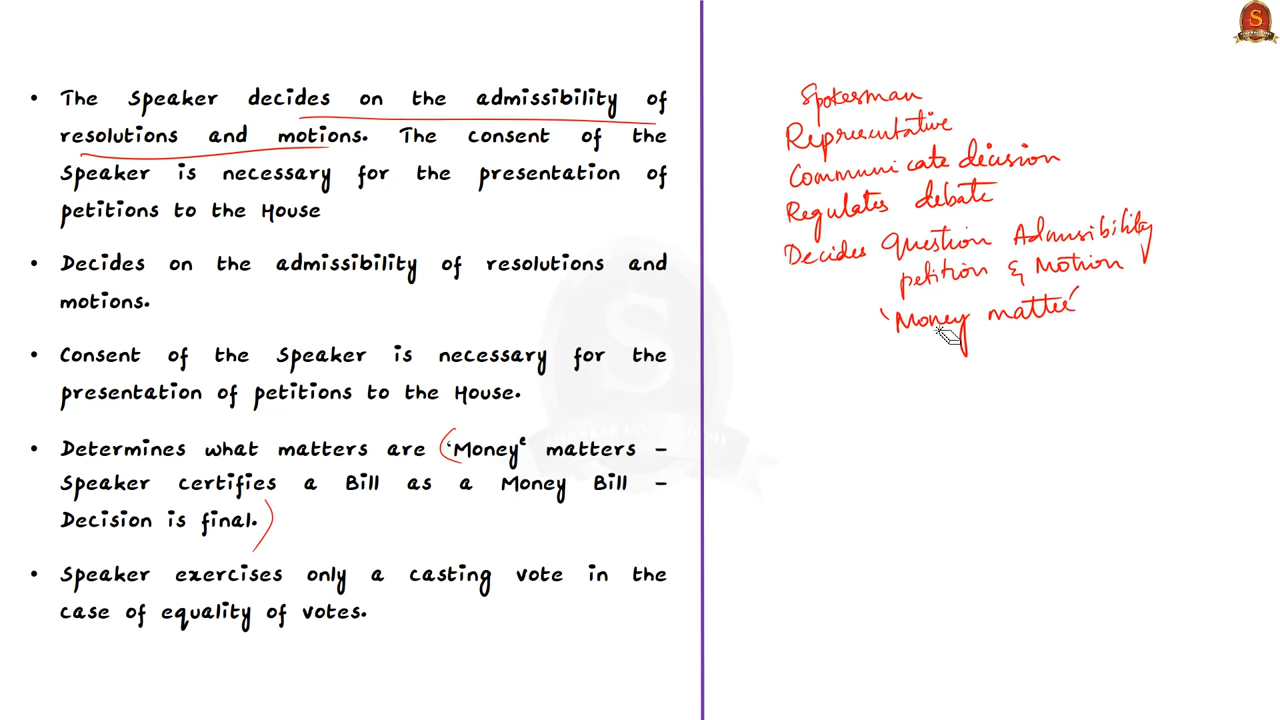 • The Speaker decides on the admissibility of
resolutions and motions. The consent of the
Speaker is necessary for the presentation of
petitions to the House
• Decides on the admissibility of resolutions and
motions.
• Consent of the Speaker is necessary for the
presentation of petitions to the House.
• Determines what matters are ‘Money‘ matters –
Speaker certifies a Bill as a Money Bill –
Decision is final.
• Speaker exercises only a casting vote in the
case of equality of votes.
Spokesman
Representative
Communicate decision
Regulates debate
Decides Question Admissibility
petition & Motion
‘Money matter’
S